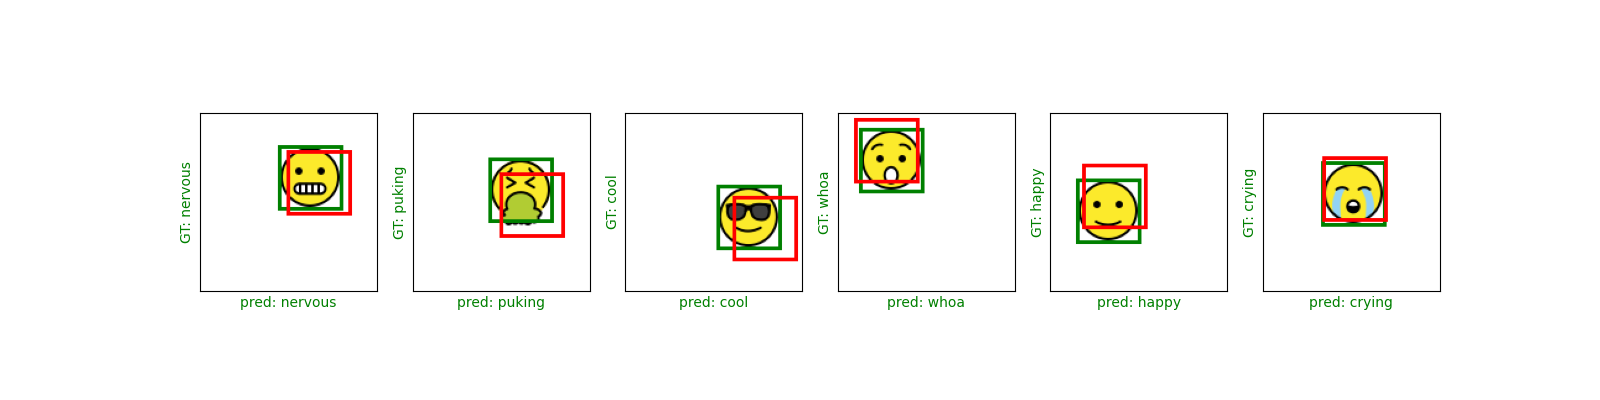 GT: nervous
pred: nervous
GT: puking
pred: puking
GT: cool
pred: cool
GT: whoa
pred: whoa
GT: happy
pred: happy
GT: crying
pred: crying